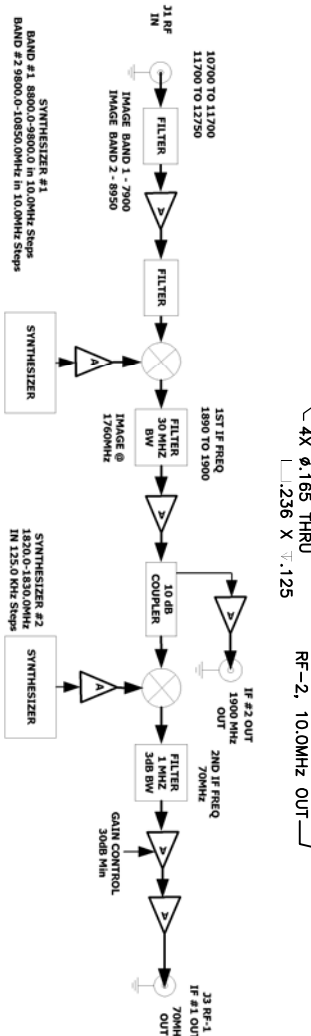 4X ø.165 THRU
⌴.236 X ↧.125
RF-2, 10.0MHz OUT
J1 RF
IN
10700 TO 11700
11700 TO 12750
FILTER
IMAGE BAND 1 - 7900
IMAGE BAND 2 - 8950
A
FILTER
SYNTHESIZER #1
BAND #1 8800.0-9800.0 in 10.0MHz Steps
BAND #2 9800.0-10850.0MHz in 10.0MHz Steps
SYNTHESIZER
A
1ST IF FREQ
1890 TO 1900
FILTER
30 MHZ
BW
IMAGE @
1760MHz
A
10 dB
COUPLER
A
IF #2 OUT
1900 MHz
OUT
SYNTHESIZER #2
1820.0-1830.0MHz
IN 125.0 KHz Steps
SYNTHESIZER
A
2ND IF FREQ
70MHz
FILTER
1 MHZ
3dB BW
A
GAIN CONTROL
30dB Min
A
J3 RF-1
IF #1 OUT
70MH
OUT